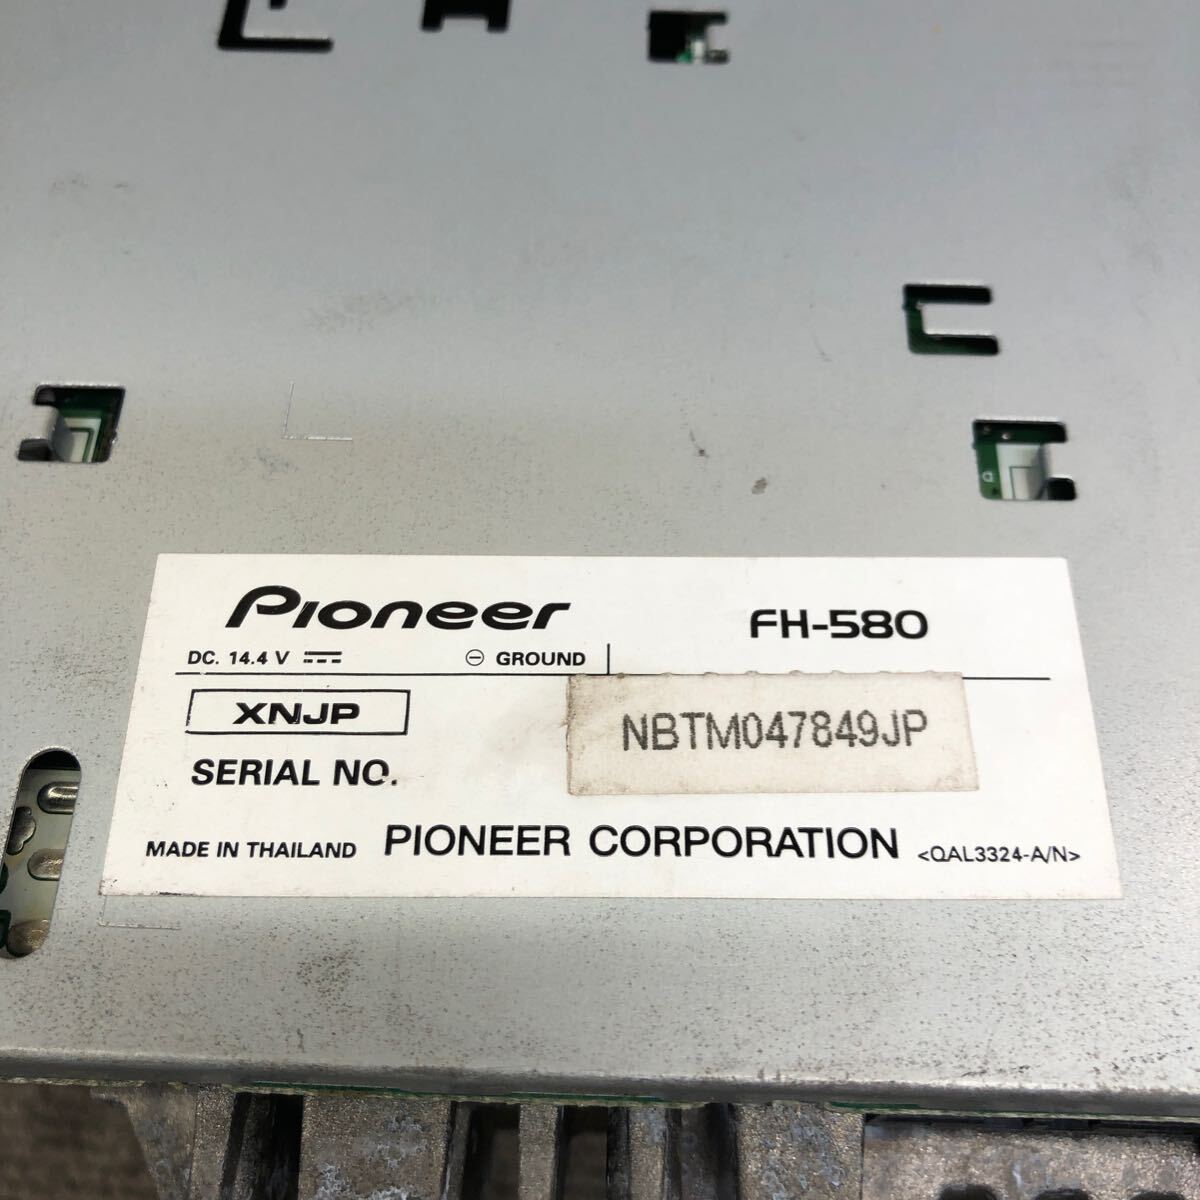 Pioneer FH-580
DC. 14.4 V ⎓ ⊖ GROUND
XNJP NBTM047849JP
SERIAL NO.
MADE IN THAILAND PIONEER CORPORATION <QAL3324-A/N>